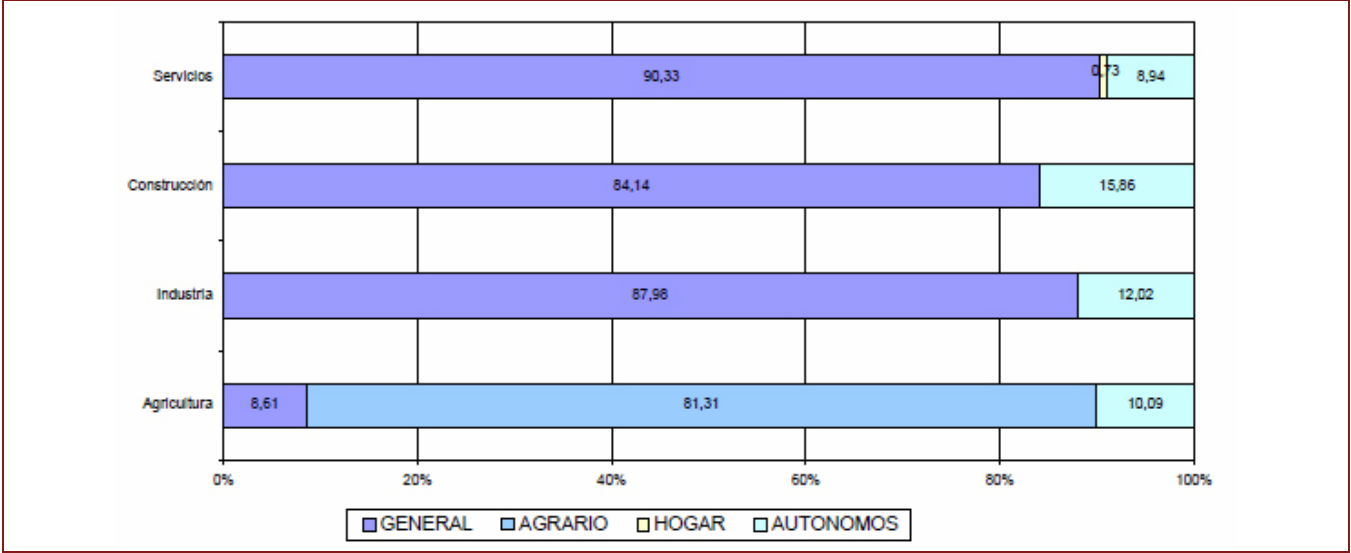 Servicios 90,33 0,73 8,94
Construcción 84,14 15,86
Industria 87,98 12,02
Agricultura 8,61 81,31 10,09
0% 20% 40% 60% 80% 100%
GENERAL AGRARIO HOGAR AUTONOMOS